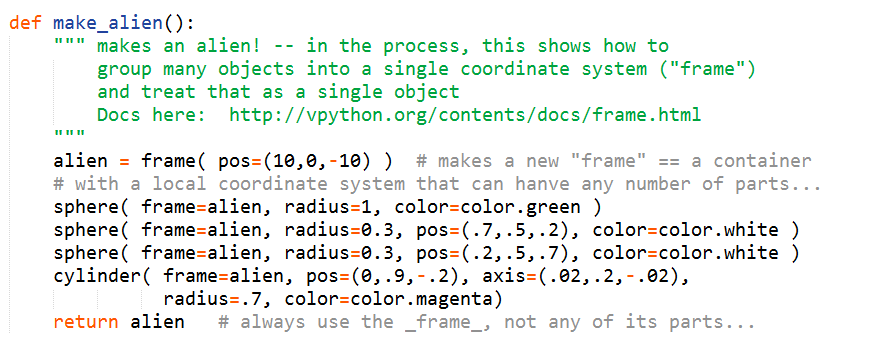 def make_alien():
    """ makes an alien! -- in the process, this shows how to
        group many objects into a single coordinate system ("frame")
        and treat that as a single object
        Docs here:  http://vpython.org/contents/docs/frame.html
    """
    alien = frame( pos=(10,0,-10) )  # makes a new "frame" == a container
    # with a local coordinate system that can hanve any number of parts...
    sphere( frame=alien, radius=1, color=color.green )
    sphere( frame=alien, radius=0.3, pos=(.7,.5,.2), color=color.white )
    sphere( frame=alien, radius=0.3, pos=(.2,.5,.7), color=color.white )
    cylinder( frame=alien, pos=(0,.9,-.2), axis=(.02,.2,-.02),
              radius=.7, color=color.magenta)
    return alien   # always use the _frame_, not any of its parts...